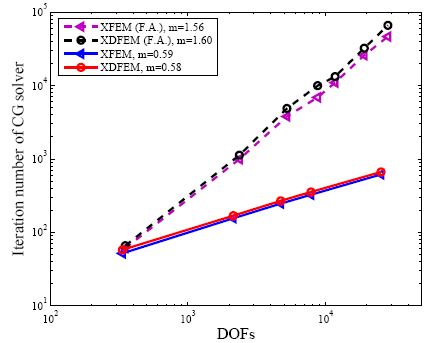 10^5
10^4
10^3
10^2
10^1
Iteration number of CG solver
XFEM (F.A.), m=1.56
XDFEM (F.A.), m=1.60
XFEM, m=0.59
XDFEM, m=0.58
10^2 10^3 10^4
DOFs